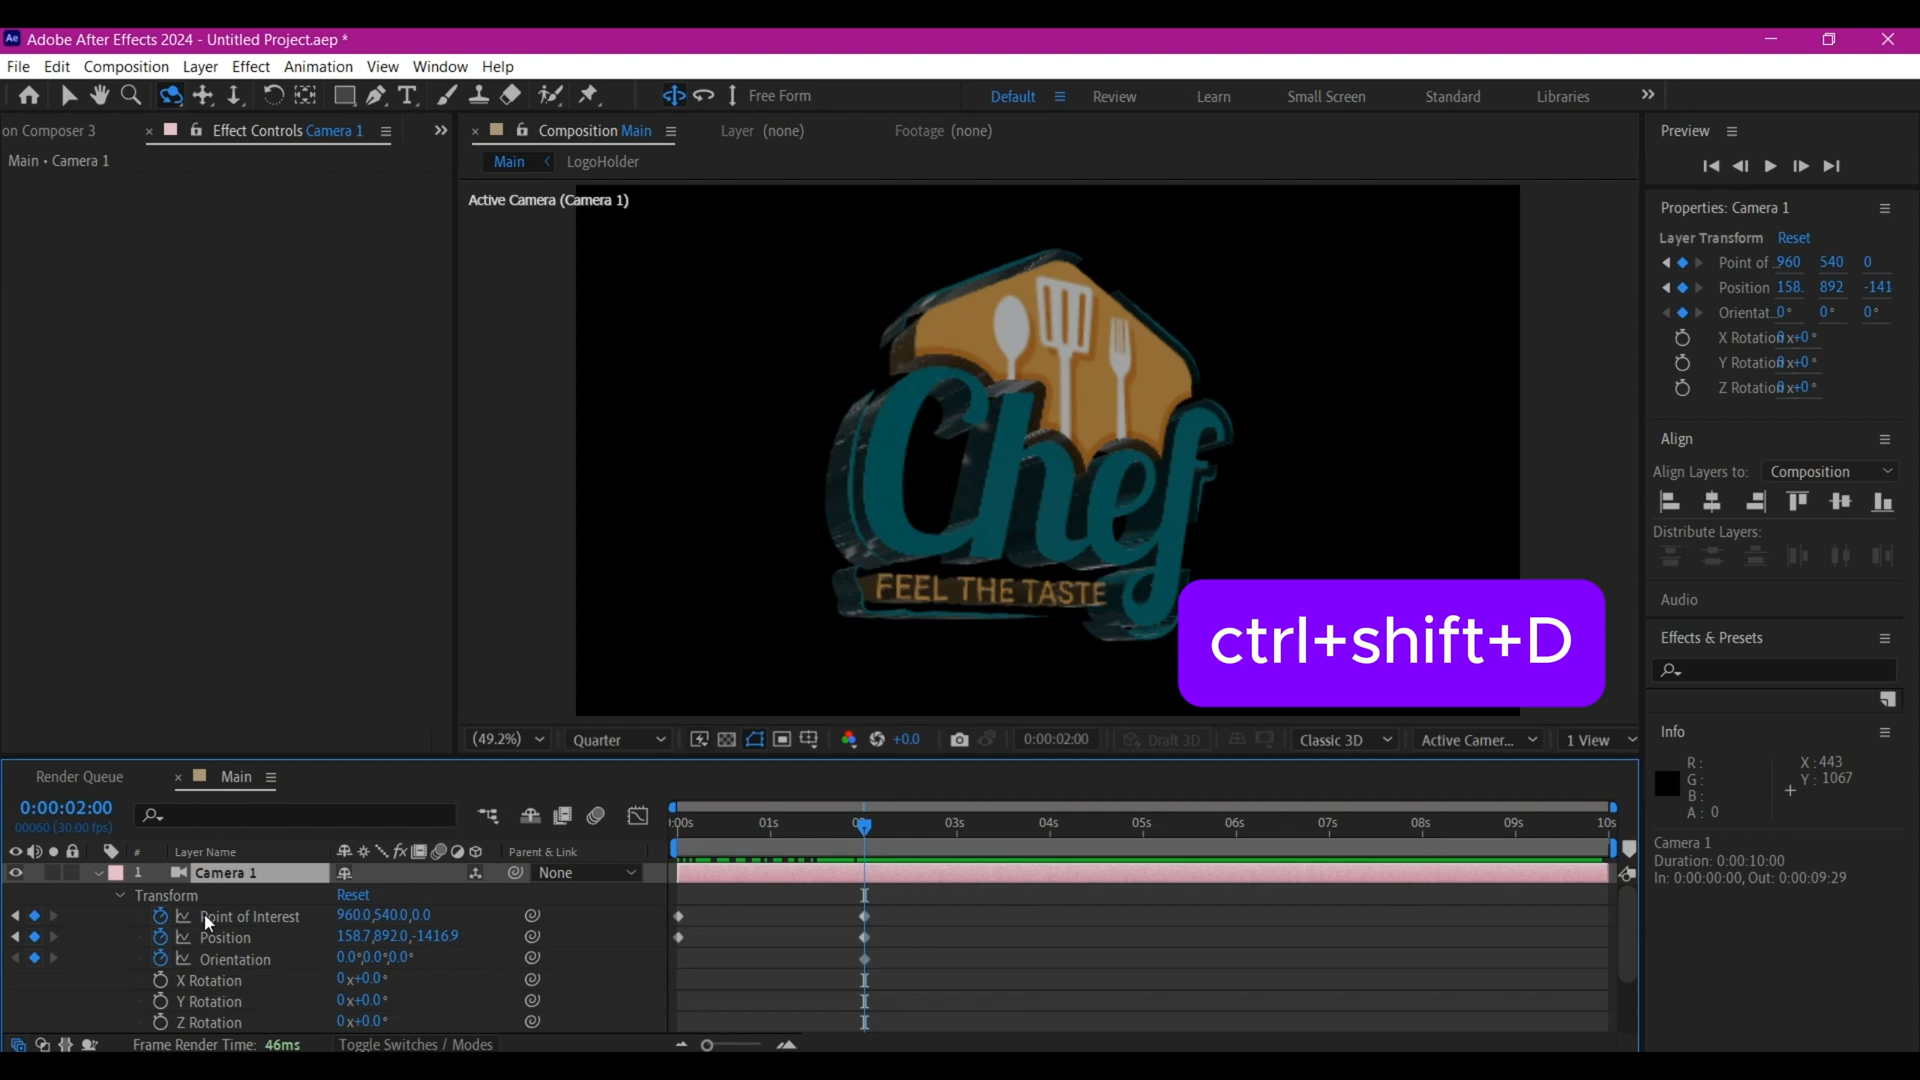 Ae Adobe After Effects 2024 - Untitled Project.aep *
File Edit Composition Layer Effect Animation View Window Help
Free Form Default Review Learn Small Screen Standard Libraries
on Composer 3 Effect Controls Camera 1 Composition Main Layer (none) Footage (none) Preview
Main • Camera 1 Main LogoHolder
Active Camera (Camera 1)
Properties: Camera 1
Layer Transform Reset
Point of ... 960 540 0
Position 158. 892 -141
Orientat... 0° 0° 0°
X Rotation 0x+0°
Y Rotation 0x+0°
Z Rotation 0x+0°
Chef
FEEL THE TASTE
ctrl+shift+D
Align
Align Layers to: Composition
Distribute Layers:
Audio
Effects & Presets
(49.2%) Quarter +0.0 0:00:02:00 Draft 3D Classic 3D Active Camer... 1 View
Info
R: X: 443
G: Y: 1067
B:
A: 0
Camera 1
Duration: 0:00:10:00
In: 0:00:00:00, Out: 0:00:09:29
Render Queue Main
0:00:02:00
00060 (30.00 fps)
01s 03s 04s 05s 06s 07s 08s 09s 10s
# Layer Name Parent & Link
1 Camera 1 None
Transform Reset
Point of Interest 960.0,540.0,0.0
Position 158.7,892.0,-1416.9
Orientation 0.0°,0.0°,0.0°
X Rotation 0x+0.0°
Y Rotation 0x+0.0°
Z Rotation 0x+0.0°
Frame Render Time: 46ms Toggle Switches / Modes